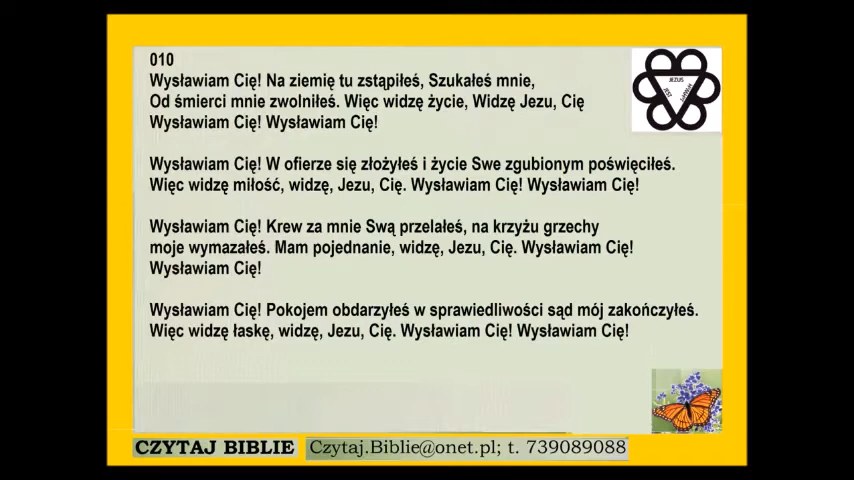 010
Wysławiam Cię! Na ziemię tu zstąpiłeś, Szukałeś mnie,
Od śmierci mnie zwolniłeś. Więc widzę życie, Widzę Jezu, Cię
Wysławiam Cię! Wysławiam Cię!
Wysławiam Cię! W ofierze się złożyłeś i życie Swe zgubionym poświęciłeś.
Więc widzę miłość, widzę, Jezu, Cię. Wysławiam Cię! Wysławiam Cię!
Wysławiam Cię! Krew za mnie Swą przelałeś, na krzyżu grzechy
moje wymazałeś. Mam pojednanie, widzę, Jezu, Cię. Wysławiam Cię!
Wysławiam Cię!
Wysławiam Cię! Pokojem obdarzyłeś w sprawiedliwości sąd mój zakończyłeś.
Więc widzę łaskę, widzę, Jezu, Cię. Wysławiam Cię! Wysławiam Cię!
JEZUS
JEST
CZYTAJ BIBLIE
Czytaj.Biblie@onet.pl; t. 739089088